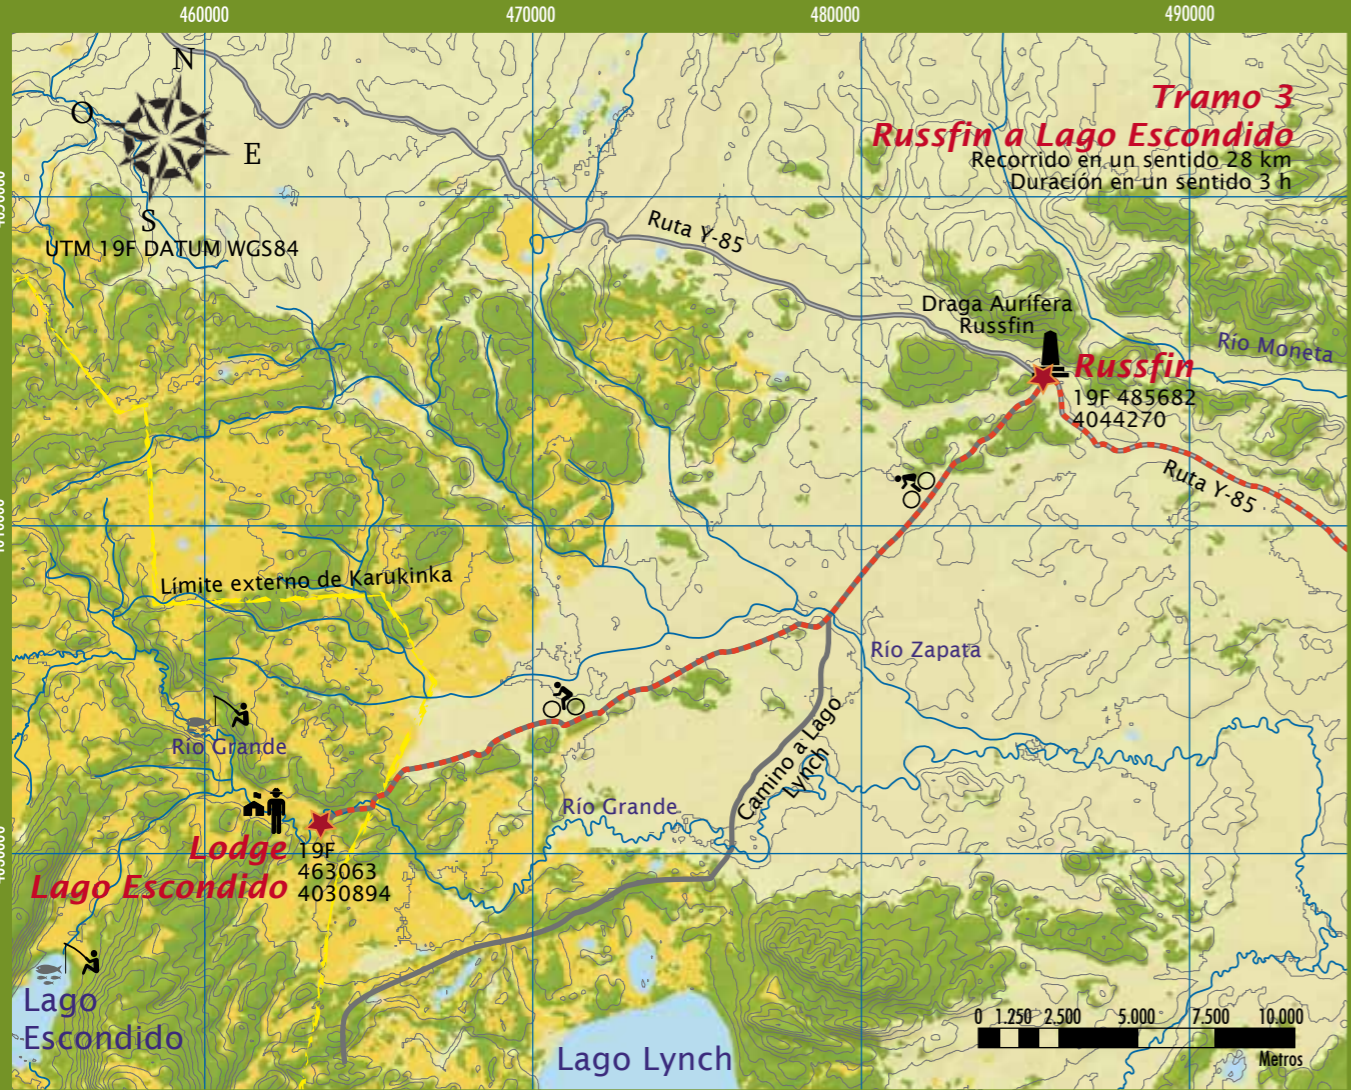 460000
470000
480000
490000
N
O
E
S
UTM 19F DATUM WGS84
Tramo 3
Russfin a Lago Escondido
Recorrido en un sentido 28 km
Duración en un sentido 3 h
Ruta Y-85
Draga Aurífera
Russfin
Río Moneta
Russfin
19F 485682
4044270
Ruta Y-85
Límite externo de Karukinka
Río Zapata
Río Grande
Camino a Lago
Lynch
Río Grande
Lodge
Lago Escondido
19F
463063
4030894
Lago
Escondido
Lago Lynch
0 1.250 2.500 5.000 7.500 10.000
Metros